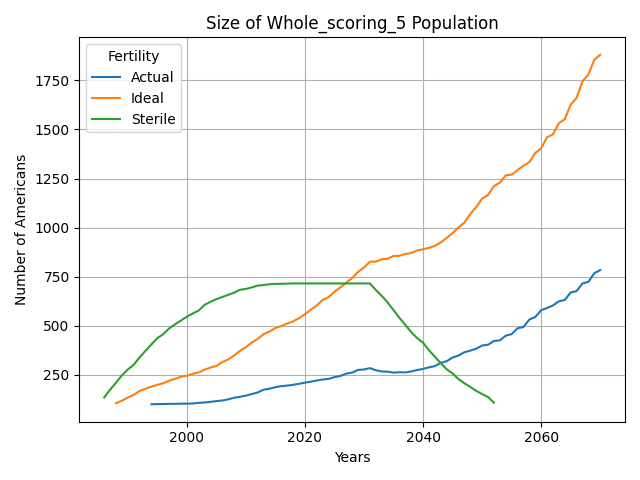 Size of Whole_scoring_5 Population
Fertility
Actual
Ideal
Sterile
Number of Americans
1750
1500
1250
1000
750
500
250
2000
2020
2040
2060
Years